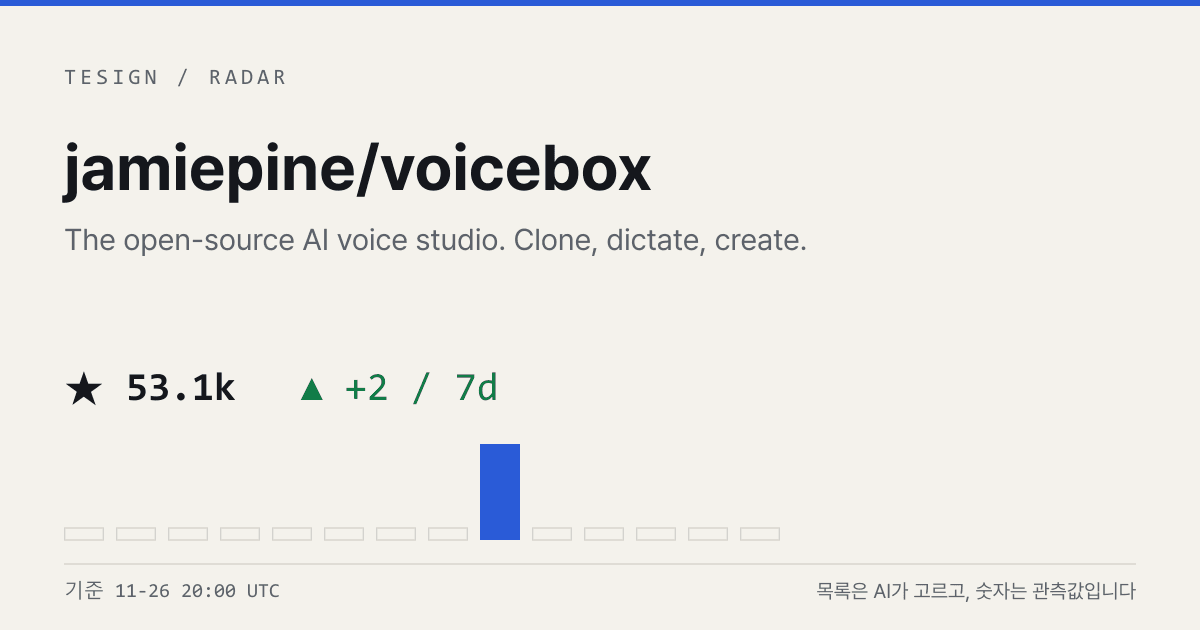 TESIGN / RADAR
jamiepine/voicebox
The open-source AI voice studio. Clone, dictate, create.
★ 53.1k ▲ +2 / 7d
기준 11-26 20:00 UTC
목록은 AI가 고르고, 숫자는 관측값입니다